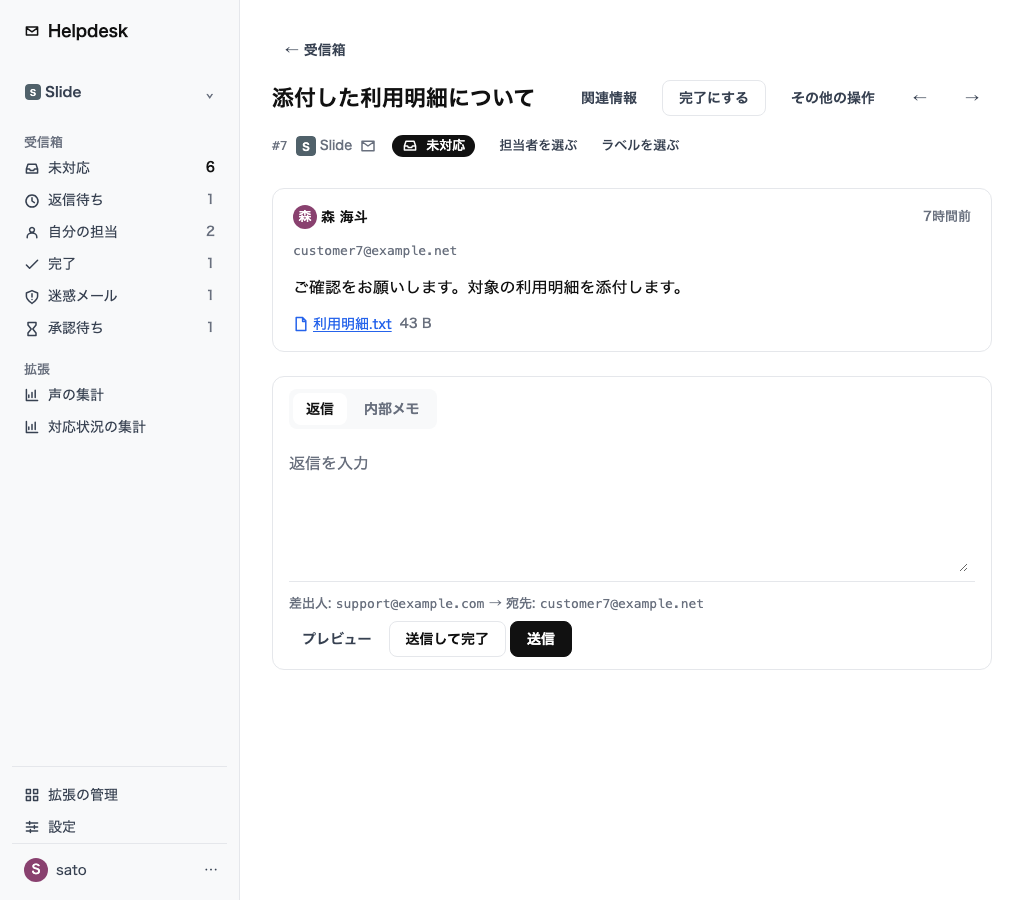 Helpdesk
S Slide
受信箱
未対応 6
返信待ち 1
自分の担当 2
完了 1
迷惑メール 1
承認待ち 1
拡張
声の集計
対応状況の集計
拡張の管理
設定
S sato ...
← 受信箱
添付した利用明細について 関連情報 完了にする その他の操作 ← →
#7 S Slide 未対応 担当者を選ぶ ラベルを選ぶ
森 森 海斗 7時間前
customer7@example.net
ご確認をお願いします。対象の利用明細を添付します。
利用明細.txt 43 B
返信 内部メモ
返信を入力
差出人: support@example.com → 宛先: customer7@example.net
プレビュー 送信して完了 送信